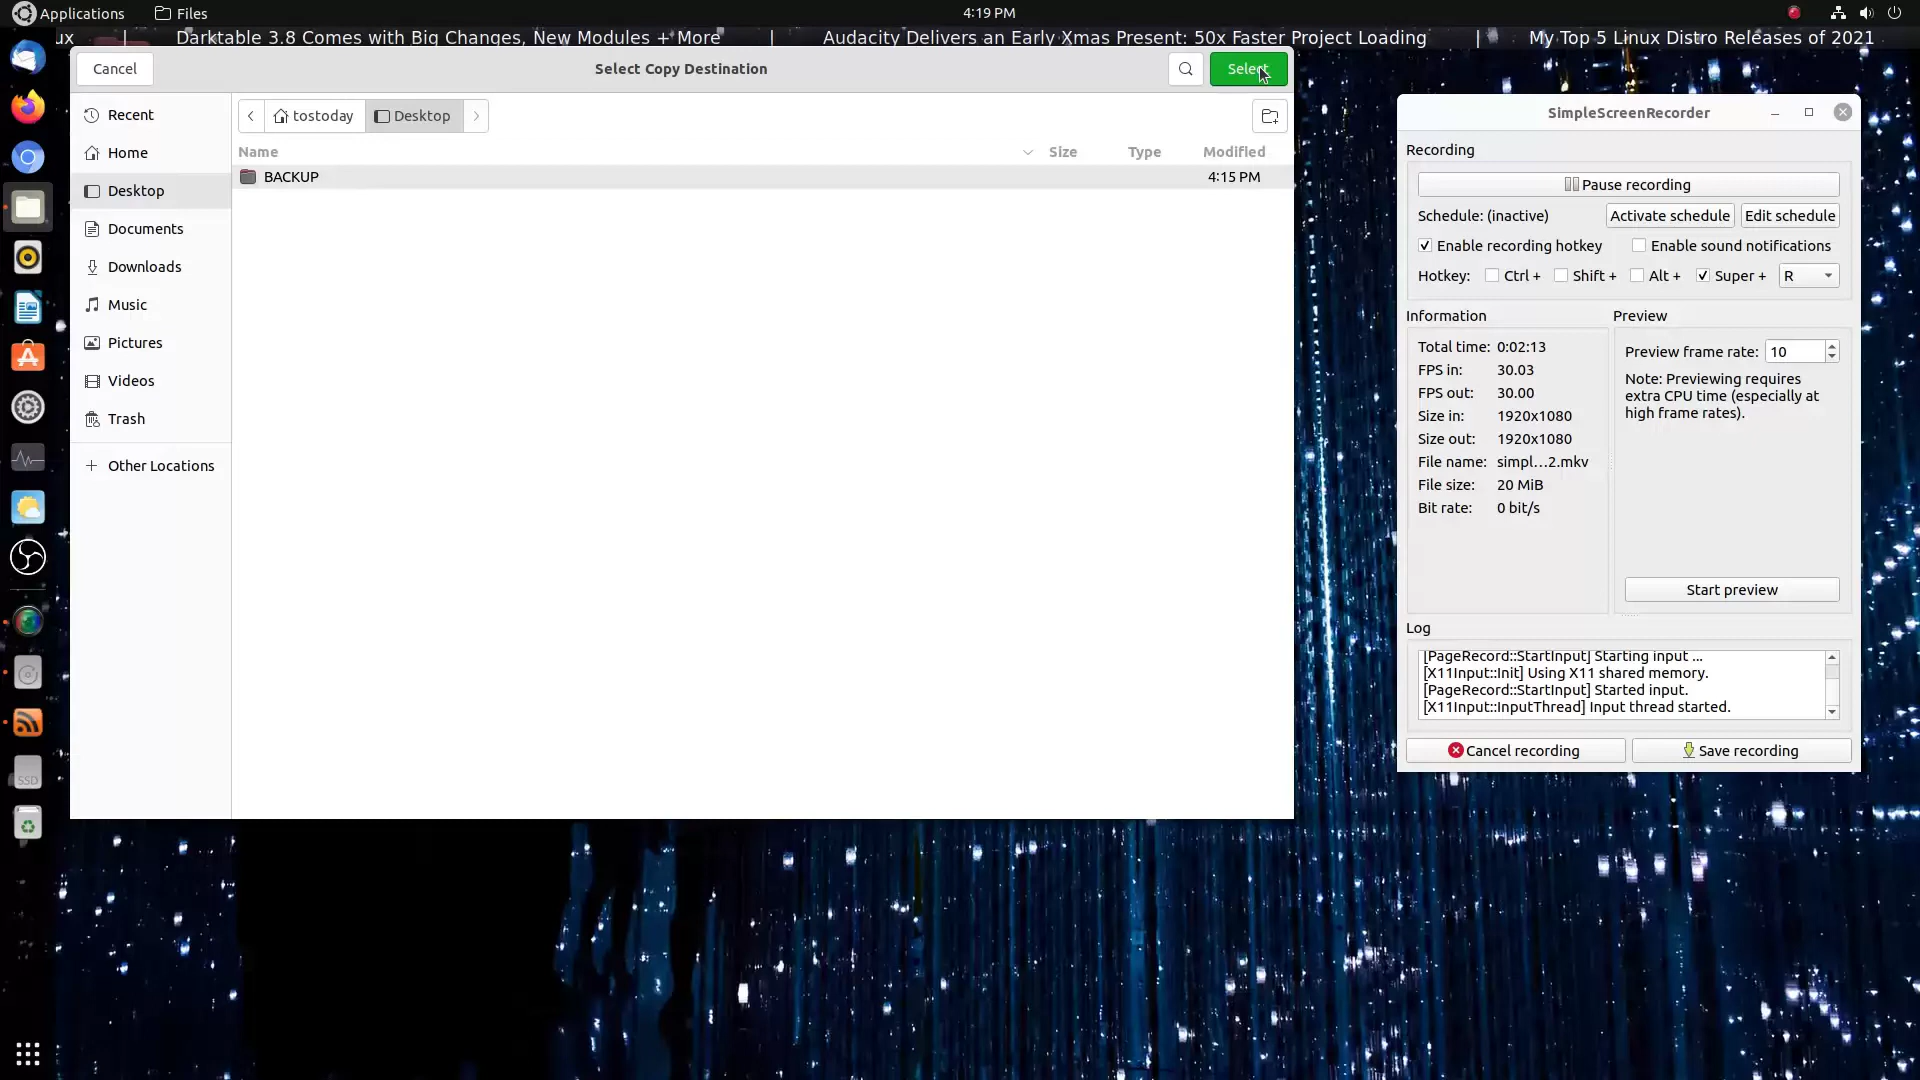 Applications Files 4:19 PM
ux | Darktable 3.8 Comes with Big Changes, New Modules + More | Audacity Delivers an Early Xmas Present: 50x Faster Project Loading | My Top 5 Linux Distro Releases of 2021
Cancel Select Copy Destination Select
Recent
Home
Desktop
Documents
Downloads
Music
Pictures
Videos
Trash
Other Locations
tostoday Desktop
Name Size Type Modified
BACKUP 4:15 PM
SSD
SimpleScreenRecorder
Recording
Pause recording
Schedule: (inactive) Activate schedule Edit schedule
Enable recording hotkey Enable sound notifications
Hotkey: Ctrl + Shift + Alt + Super + R
Information
Total time: 0:02:13
FPS in: 30.03
FPS out: 30.00
Size in: 1920x1080
Size out: 1920x1080
File name: simpl...2.mkv
File size: 20 MiB
Bit rate: 0 bit/s
Preview
Preview frame rate: 10
Note: Previewing requires
extra CPU time (especially at
high frame rates).
Start preview
Log
[PageRecord::StartInput] Starting input ...
[X11Input::Init] Using X11 shared memory.
[PageRecord::StartInput] Started input.
[X11Input::InputThread] Input thread started.
Cancel recording Save recording